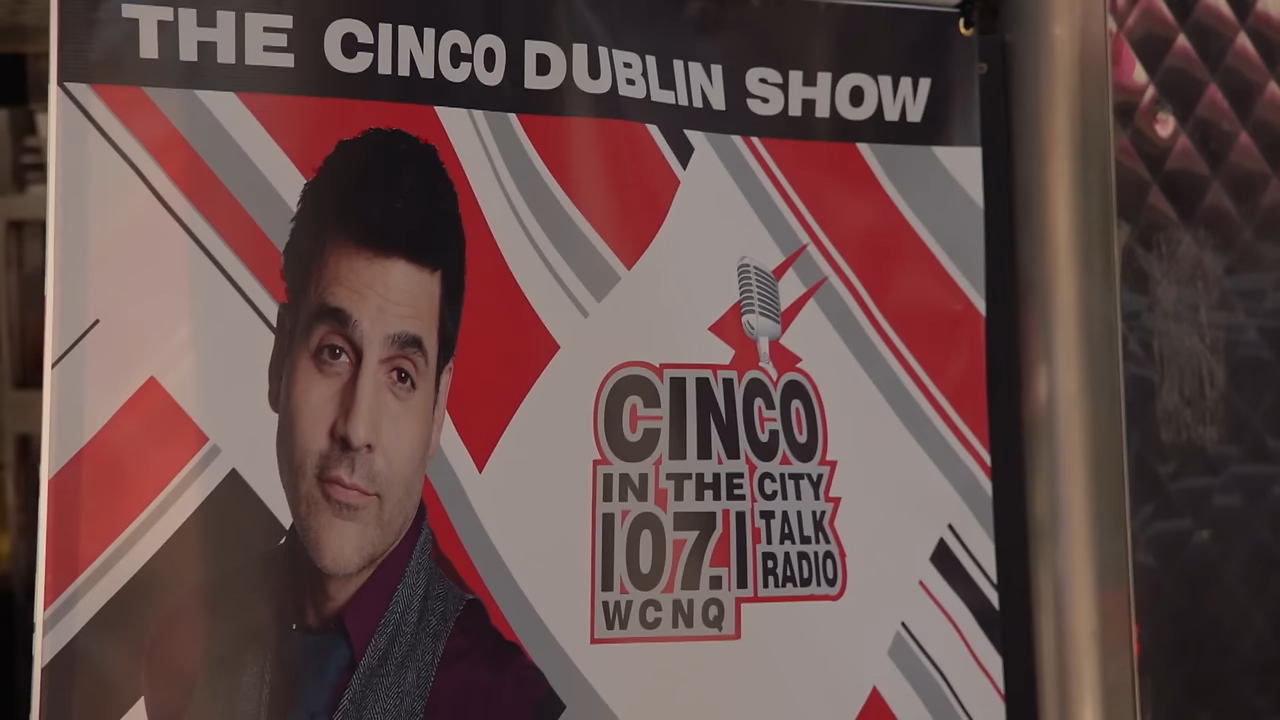 THE CINCO DUBLIN SHOW
CINCO
IN THE CITY
107.1 TALK
RADIO
WCNQ